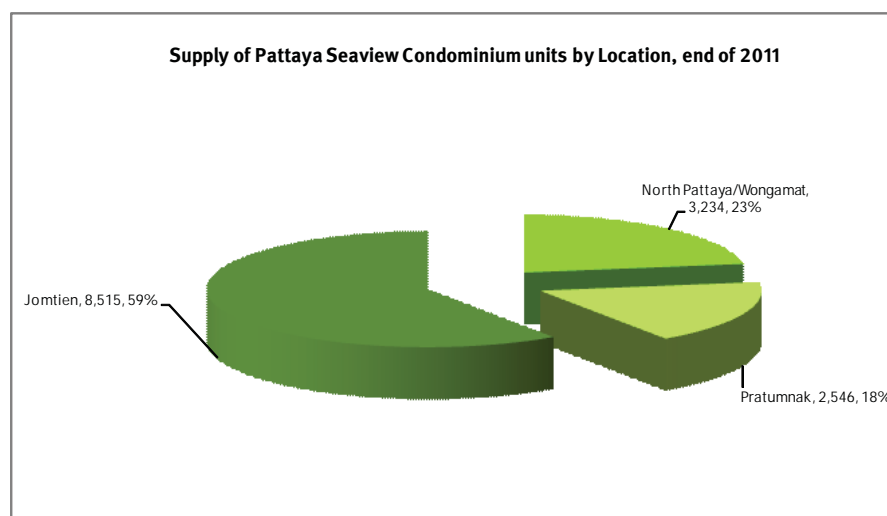 Supply of Pattaya Seaview Condominium units by Location, end of 2011
North Pattaya/Wongamat,
3,234, 23%
Jomtien, 8,515, 59%
Pratumnak, 2,546, 18%